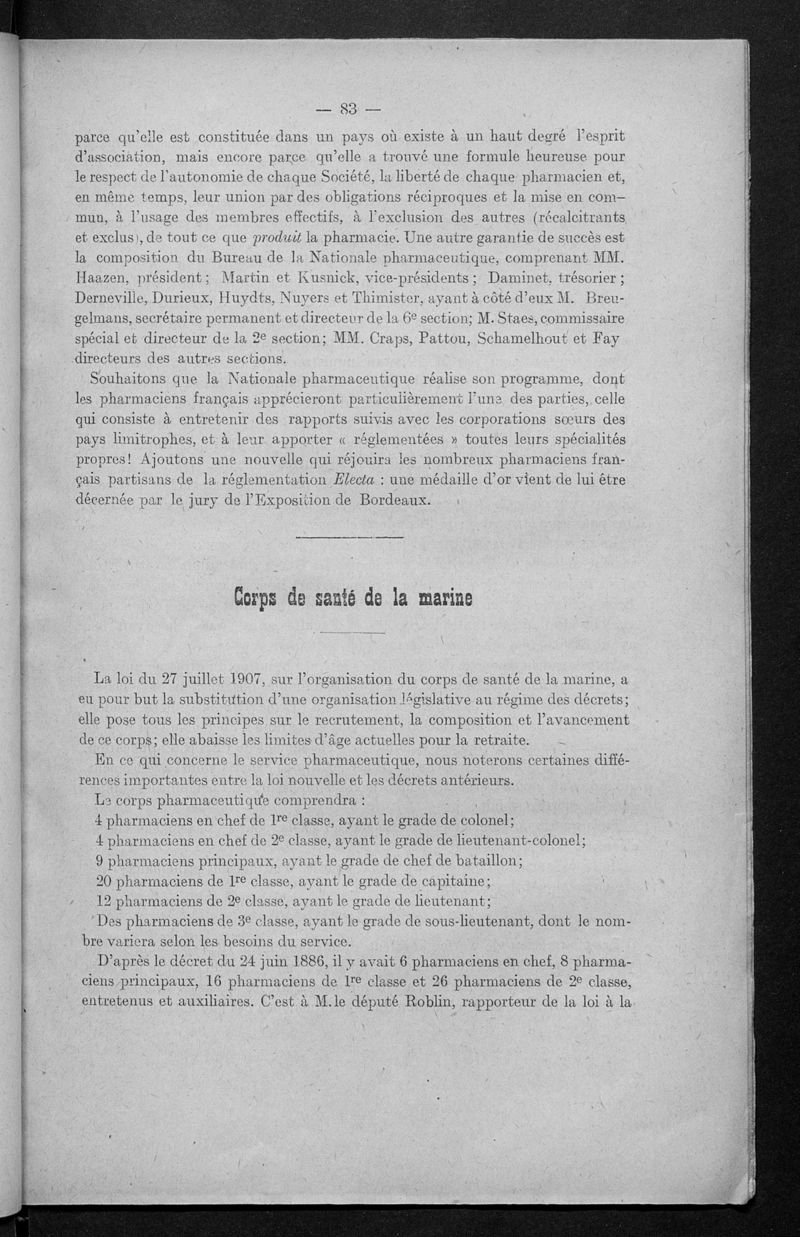 — 83 —
parce qu'elle est constituée dans un pays où existe à un haut degré l'esprit
d'association, mais encore parce qu'elle a trouvé une formule heureuse pour
le respect de l'autonomie de chaque Société, la liberté de chaque pharmacien et,
en même temps, leur union par des obligations réciproques et la mise en com-
mun, à l'usage des membres effectifs, à l'exclusion des autres (récalcitrants
et exclus), de tout ce que produit la pharmacie. Une autre garantie de succès est
la composition du Bureau de la Nationale pharmaceutique, comprenant MM.
Haazen, président ; Martin et Kusnick, vice-présidents ; Daminet, trésorier ;
Derneville, Durieux, Huydts, Nuyers et Thimister, ayant à côté d'eux M. Breu-
gelmans, secrétaire permanent et directeur de la 6e section; M. Staes, commissaire
spécial et directeur de la 2e section; MM. Craps, Pattou, Schamelhout et Fay
directeurs des autres sections.
Souhaitons que la Nationale pharmaceutique réalise son programme, dont
les pharmaciens français apprécieront particulièrement l'une des parties, celle
qui consiste à entretenir des rapports suivis avec les corporations sœurs des
pays limitrophes, et à leur apporter « réglementées » toutes leurs spécialités
propres! Ajoutons une nouvelle qui réjouira les nombreux pharmaciens fran-
çais partisans de la réglementation Electa : une médaille d'or vient de lui être
décernée par le jury de l'Exposition de Bordeaux.
Corps de santé de la marine
La loi du 27 juillet 1907, sur l'organisation du corps de santé de la marine, a
eu pour but la substitution d'une organisation législative au régime des décrets;
elle pose tous les principes sur le recrutement, la composition et l'avancement
de ce corps; elle abaisse les limites d'âge actuelles pour la retraite.
En ce qui concerne le service pharmaceutique, nous noterons certaines diffé-
rences importantes entre la loi nouvelle et les décrets antérieurs.
Le corps pharmaceutique comprendra :
4 pharmaciens en chef de 1re classe, ayant le grade de colonel;
4 pharmaciens en chef de 2e classe, ayant le grade de lieutenant-colonel;
9 pharmaciens principaux, ayant le grade de chef de bataillon;
20 pharmaciens de 1re classe, ayant le grade de capitaine;
12 pharmaciens de 2e classe, ayant le grade de lieutenant;
Des pharmaciens de 3e classe, ayant le grade de sous-lieutenant, dont le nom-
bre variera selon les besoins du service.
D'après le décret du 24 juin 1886, il y avait 6 pharmaciens en chef, 8 pharma-
ciens principaux, 16 pharmaciens de 1re classe et 26 pharmaciens de 2e classe,
entretenus et auxiliaires. C'est à M. le député Roblin, rapporteur de la loi à la